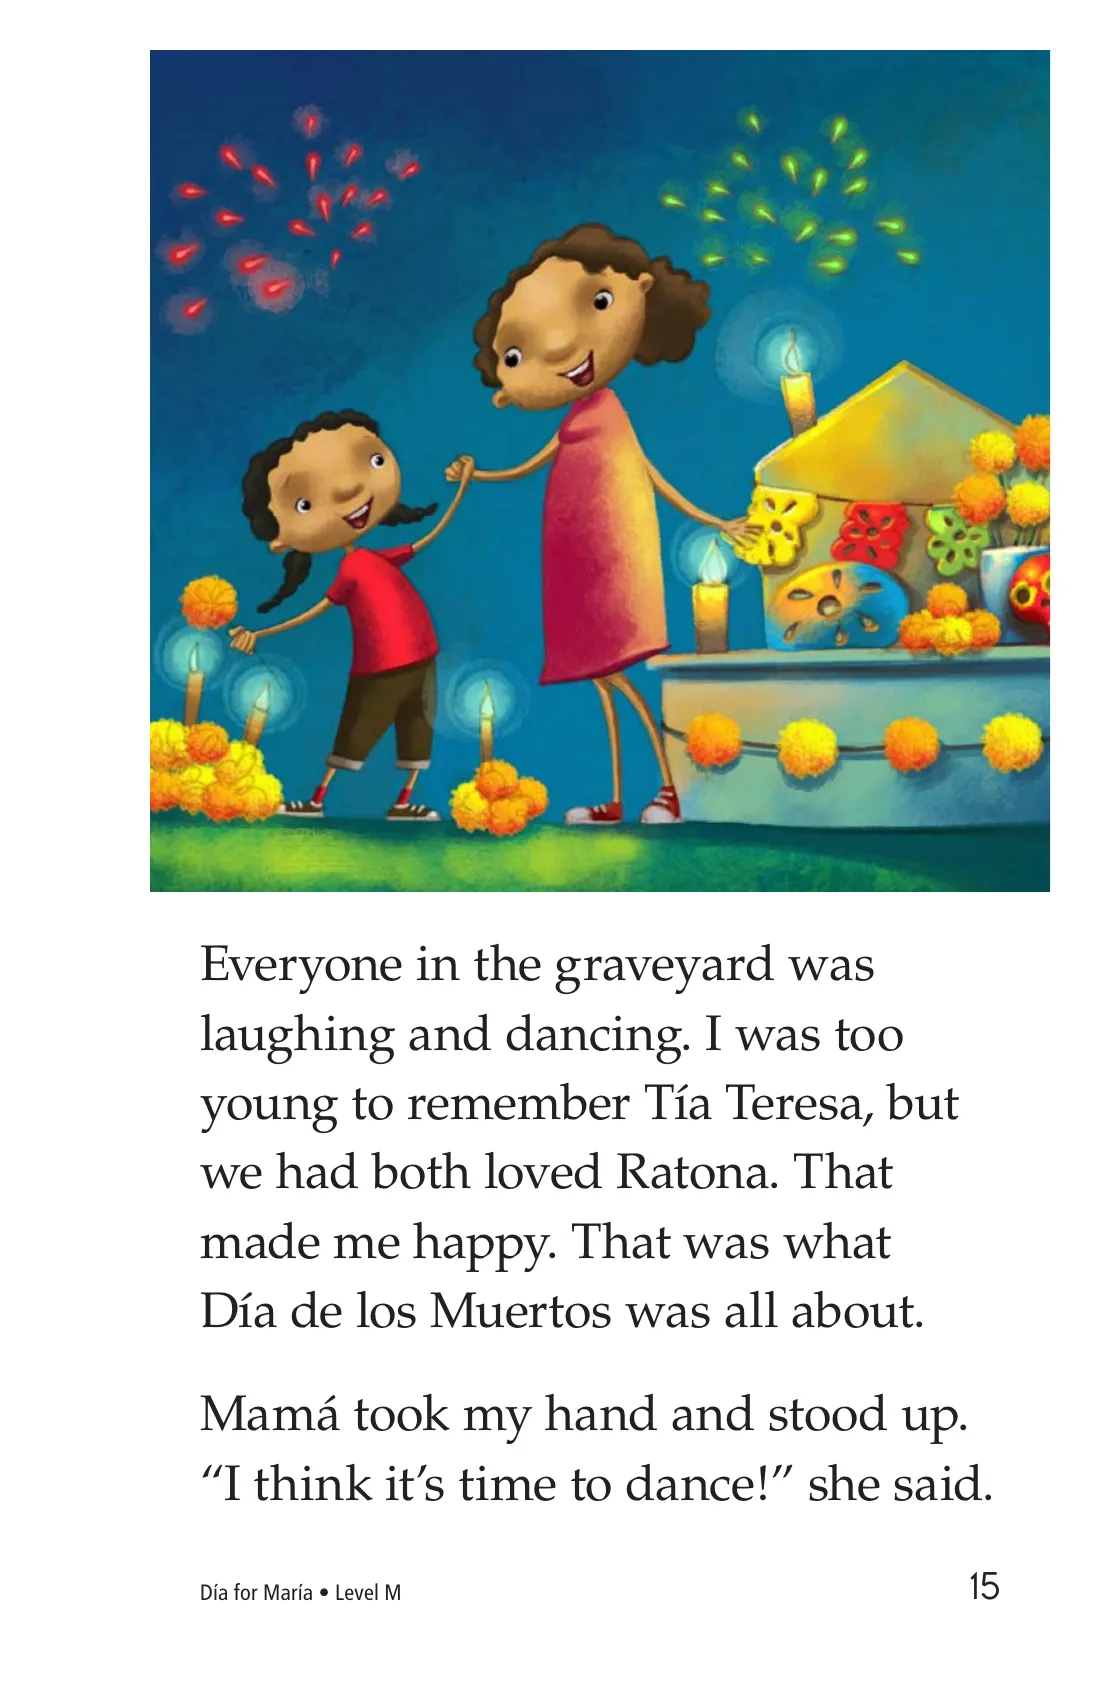 Everyone in the graveyard was
laughing and dancing. I was too
young to remember Tía Teresa, but
we had both loved Ratona. That
made me happy. That was what
Día de los Muertos was all about.
Mamá took my hand and stood up.
“I think it’s time to dance!” she said.
Día for María • Level M
15